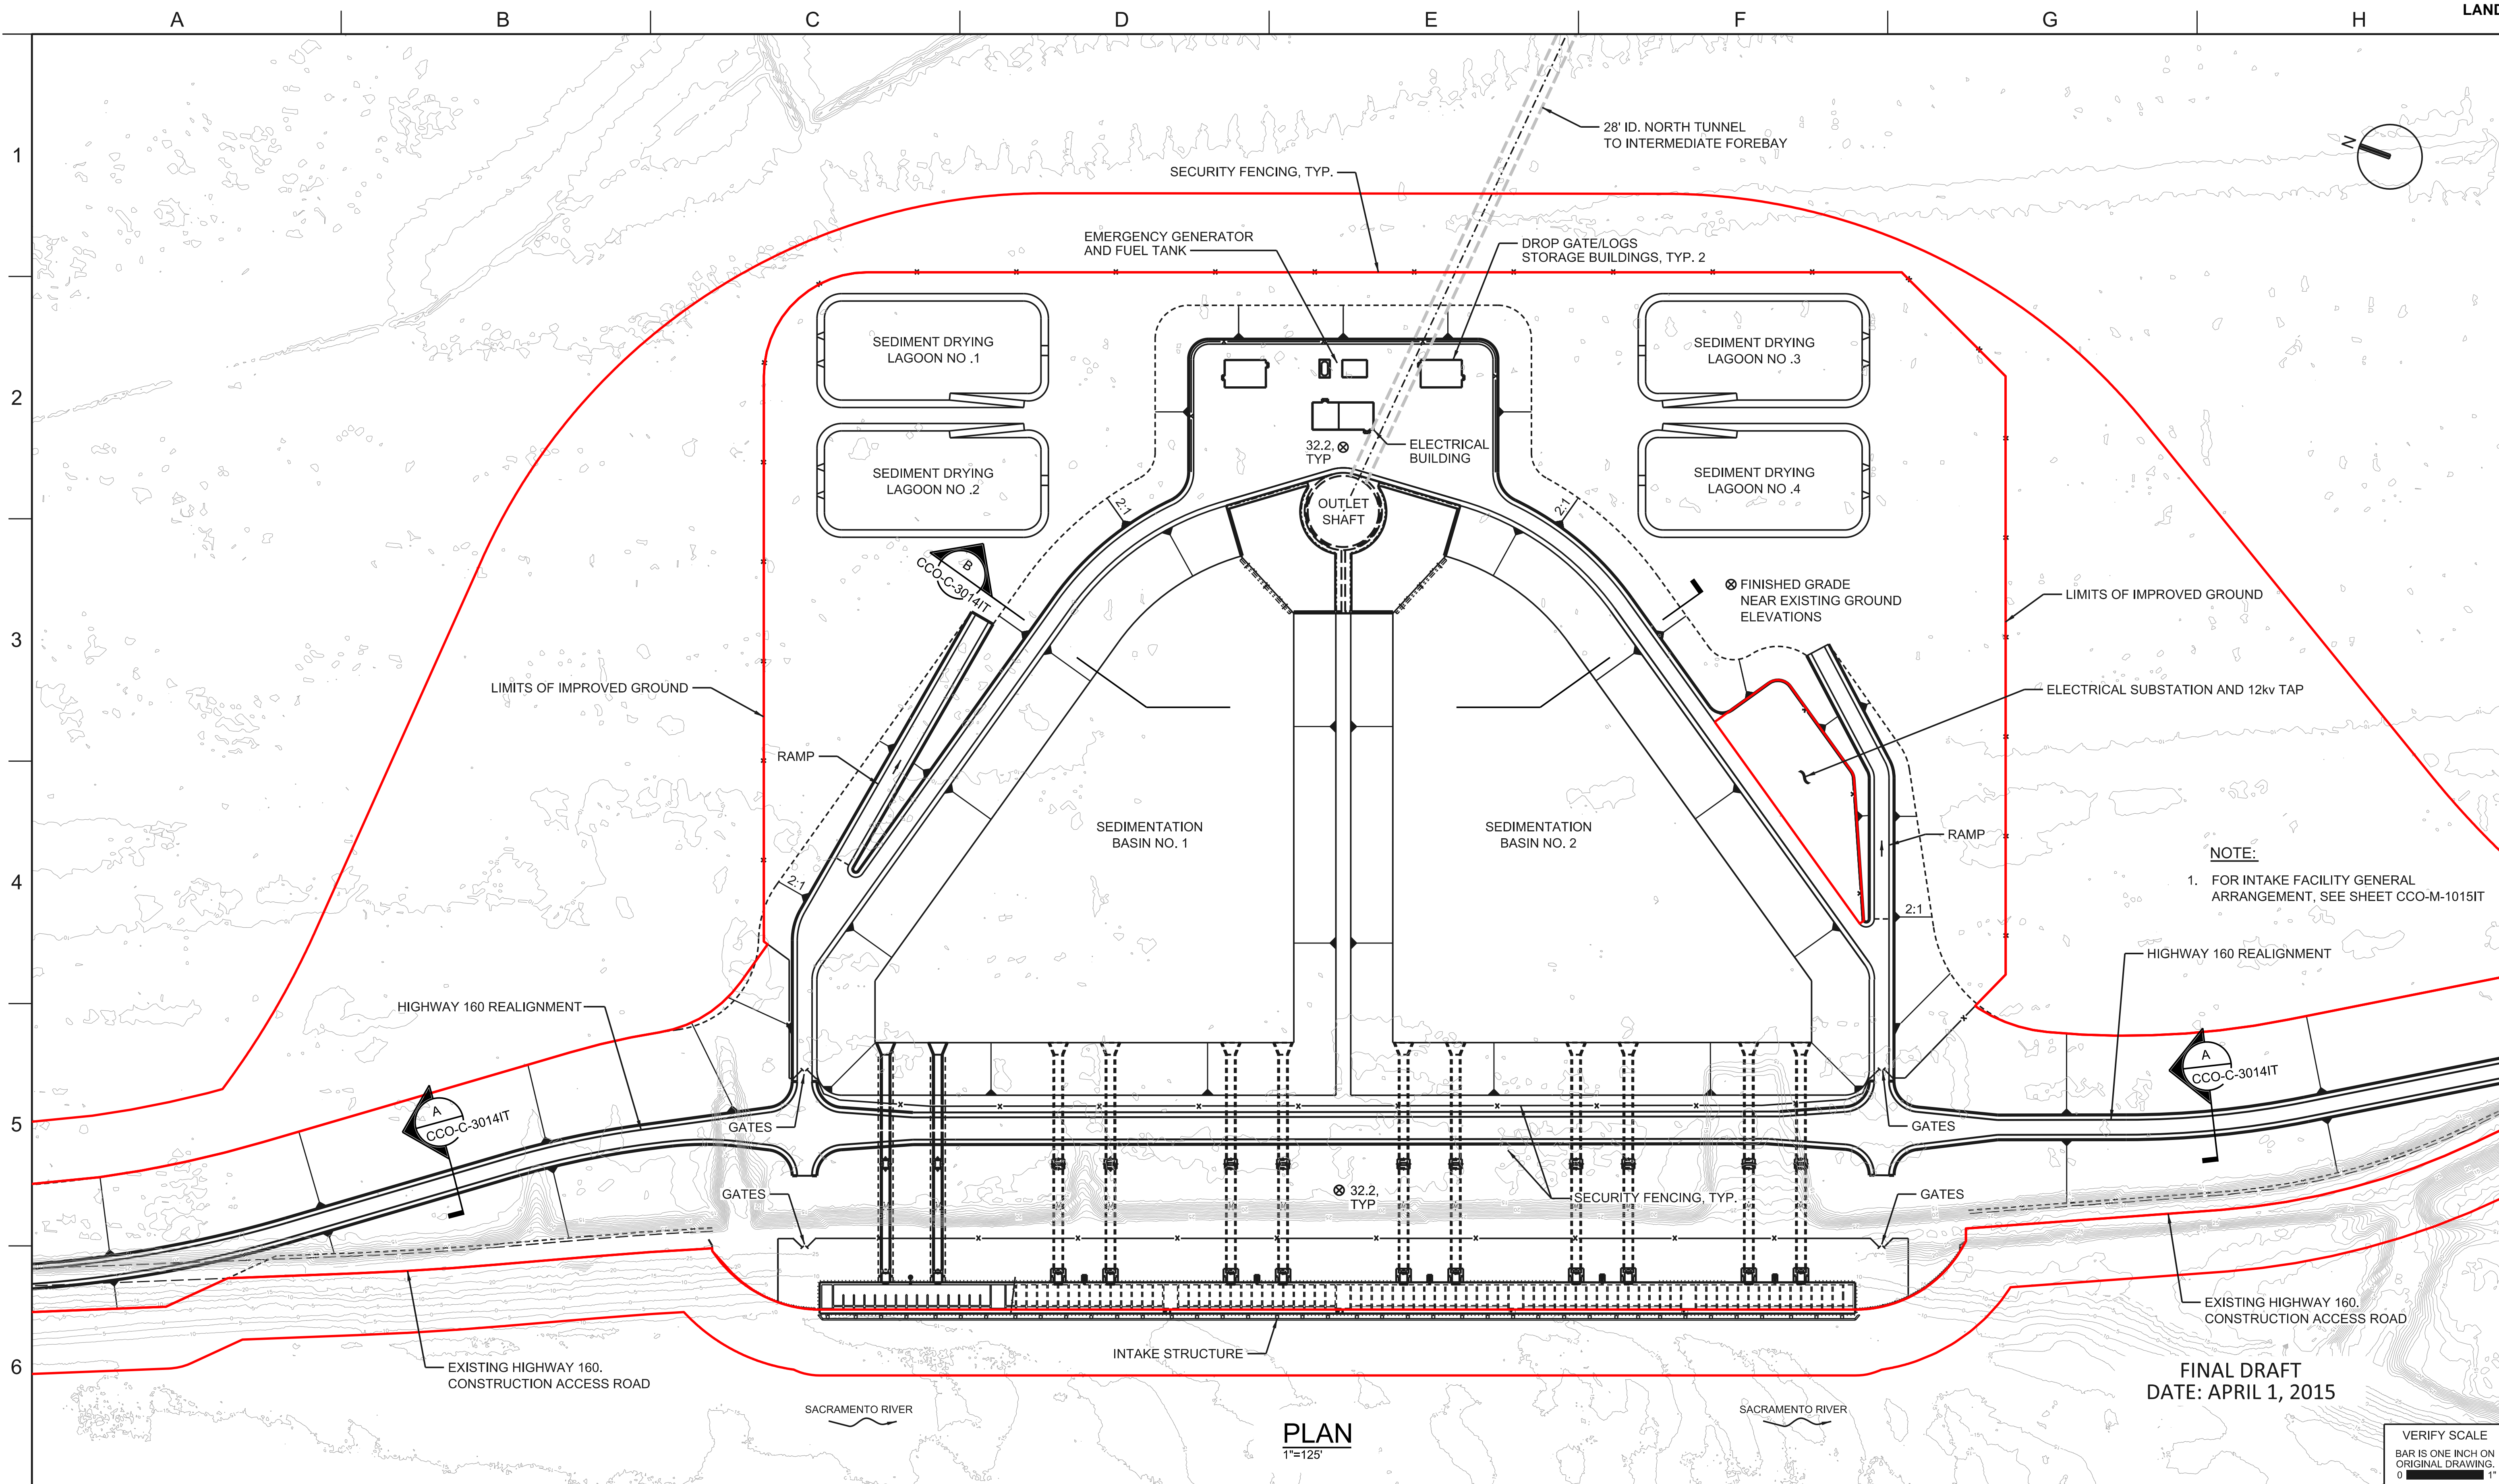 A B C D E F G H
LAND
1
2
3
4
5
6
28' ID. NORTH TUNNEL
TO INTERMEDIATE FOREBAY
N
SECURITY FENCING, TYP.
EMERGENCY GENERATOR
AND FUEL TANK
DROP GATE/LOGS
STORAGE BUILDINGS, TYP. 2
SEDIMENT DRYING
LAGOON NO .1
SEDIMENT DRYING
LAGOON NO .3
SEDIMENT DRYING
LAGOON NO .2
32.2,
TYP
ELECTRICAL
BUILDING
SEDIMENT DRYING
LAGOON NO .4
2:1
OUTLET
SHAFT
2:1
B
CCO-C-3014IT
FINISHED GRADE
NEAR EXISTING GROUND
ELEVATIONS
LIMITS OF IMPROVED GROUND
LIMITS OF IMPROVED GROUND
ELECTRICAL SUBSTATION AND 12kv TAP
RAMP
SEDIMENTATION
BASIN NO. 1
SEDIMENTATION
BASIN NO. 2
RAMP
NOTE:
1. FOR INTAKE FACILITY GENERAL
ARRANGEMENT, SEE SHEET CCO-M-1015IT
2:1
2:1
HIGHWAY 160 REALIGNMENT
HIGHWAY 160 REALIGNMENT
A
CCO-C-3014IT
A
CCO-C-3014IT
GATES
GATES
GATES
32.2,
TYP
SECURITY FENCING, TYP.
GATES
EXISTING HIGHWAY 160.
CONSTRUCTION ACCESS ROAD
INTAKE STRUCTURE
EXISTING HIGHWAY 160.
CONSTRUCTION ACCESS ROAD
FINAL DRAFT
DATE: APRIL 1, 2015
SACRAMENTO RIVER
SACRAMENTO RIVER
PLAN
1"=125'
VERIFY SCALE
BAR IS ONE INCH ON
ORIGINAL DRAWING.
0 1"